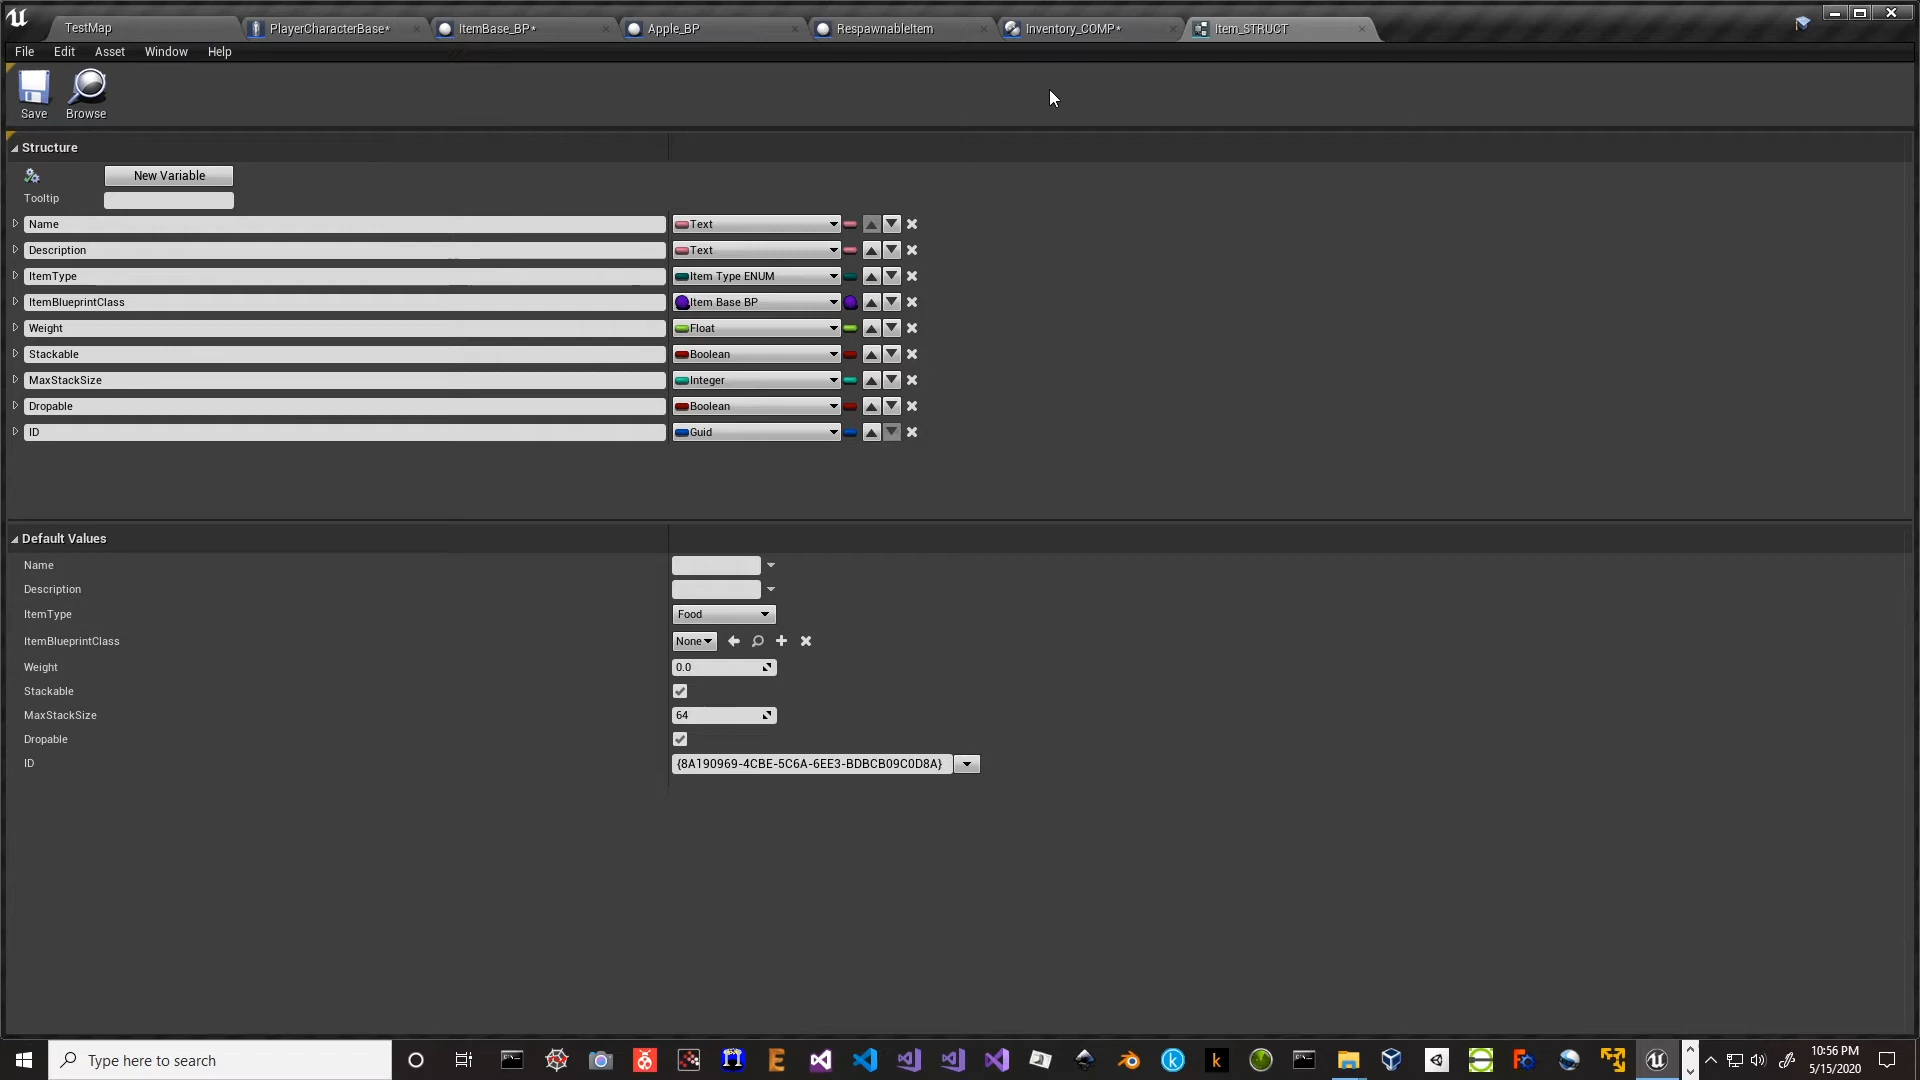 TestMap
PlayerCharacterBase*
ItemBase_BP*
Apple_BP
RespawnableItem
Inventory_COMP*
Item_STRUCT
File Edit Asset Window Help
Save Browse
Structure
New Variable
Tooltip
Name Text
Description Text
ItemType Item Type ENUM
ItemBlueprintClass Item Base BP
Weight Float
Stackable Boolean
MaxStackSize Integer
Dropable Boolean
ID Guid
Default Values
Name
Description
ItemType Food
ItemBlueprintClass None
Weight 0.0
Stackable
MaxStackSize 64
Dropable
ID {8A190969-4CBE-5C6A-6EE3-BDBCB09C0D8A}
Type here to search
10:56 PM
5/15/2020